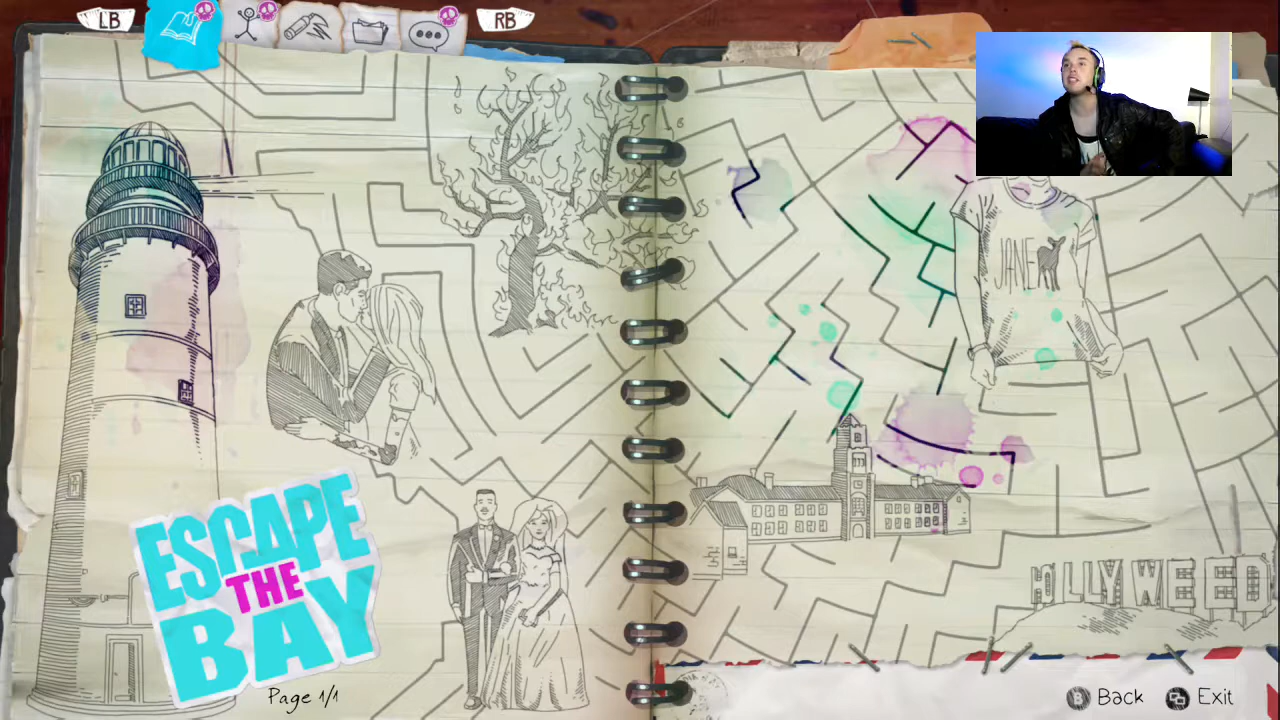 LB
RB
JANE
ESCAPE
THE
BAY
HOLLYWEED
Page 1/1
B Back
Exit